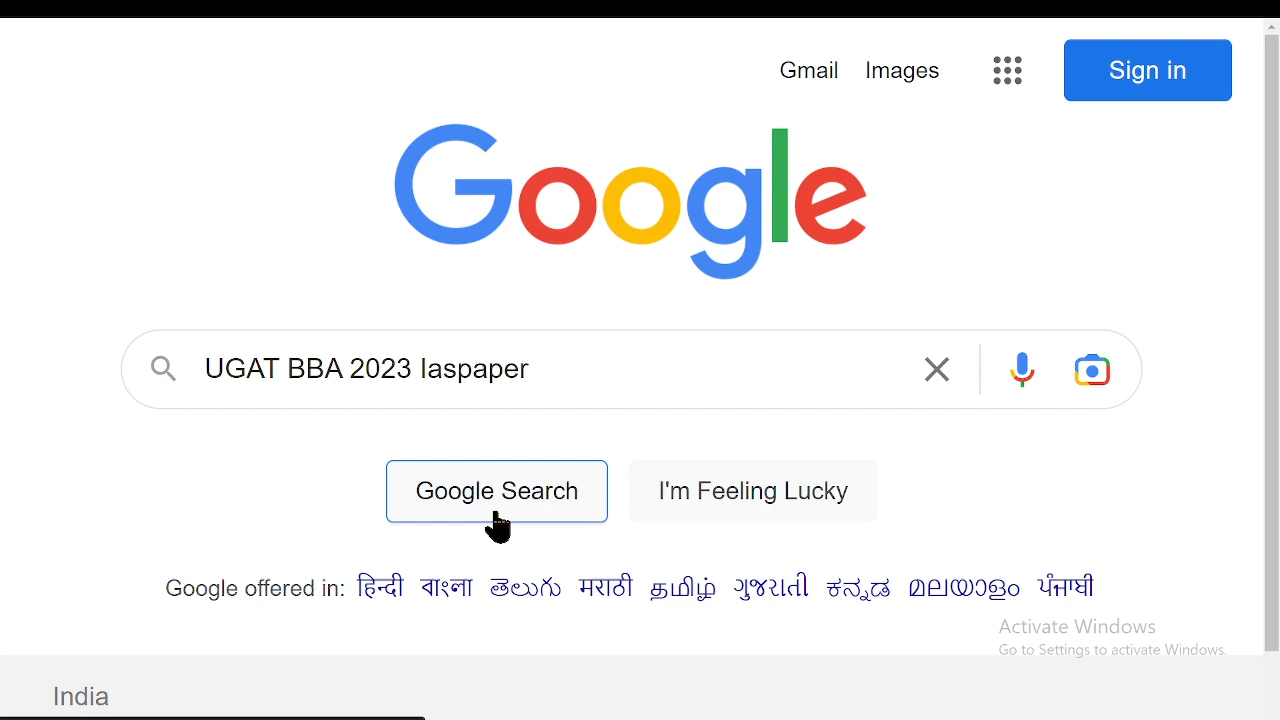 Gmail Images Sign in
Google
UGAT BBA 2023 Iaspaper
Google Search I'm Feeling Lucky
Google offered in: हिन्दी বাংলা తెలుగు मराठी தமிழ் ગુજરાતી ಕನ್ನಡ മലയാളം ਪੰਜਾਬੀ
Activate Windows
Go to Settings to activate Windows.
India